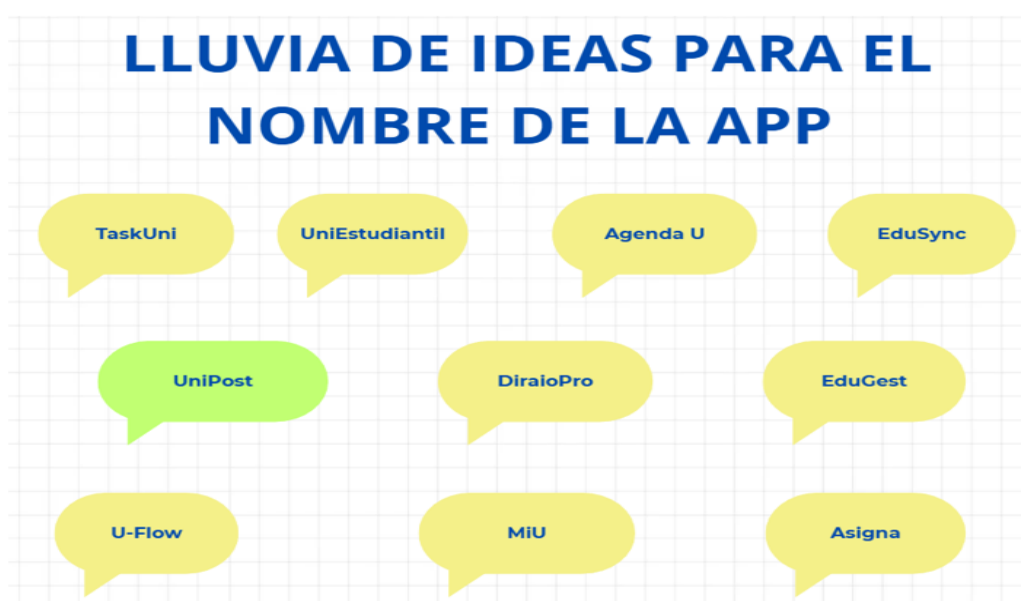 LLUVIA DE IDEAS PARA EL
NOMBRE DE LA APP
TaskUni
UniEstudiantil
Agenda U
EduSync
UniPost
DiraioPro
EduGest
U-Flow
MiU
Asigna